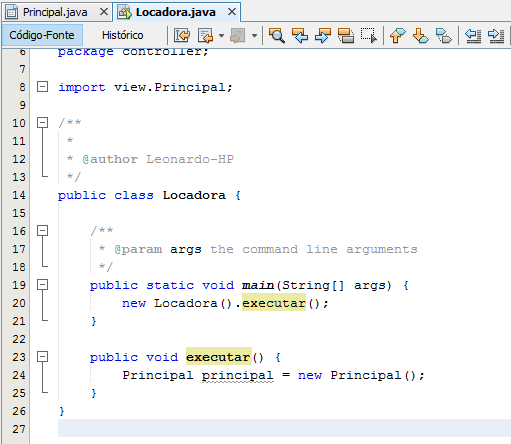 Principal.java Locadora.java
Código-Fonte Histórico
6 package controller;
7
8 import view.Principal;
9
10 /**
11 *
12 * @author Leonardo-HP
13 */
14 public class Locadora {
15
16 /**
17 * @param args the command line arguments
18 */
19 public static void main(String[] args) {
20 new Locadora().executar();
21 }
22
23 public void executar() {
24 Principal principal = new Principal();
25 }
26 }
27